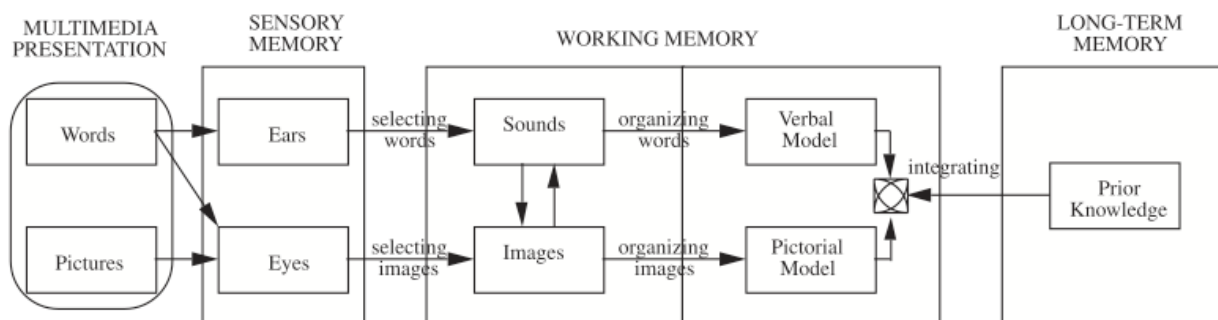 MULTIMEDIA
PRESENTATION
SENSORY
MEMORY
WORKING MEMORY
LONG-TERM
MEMORY
Words
Ears
selecting
words
Sounds
organizing
words
Verbal
Model
integrating
Prior
Knowledge
Pictures
Eyes
selecting
images
Images
organizing
images
Pictorial
Model